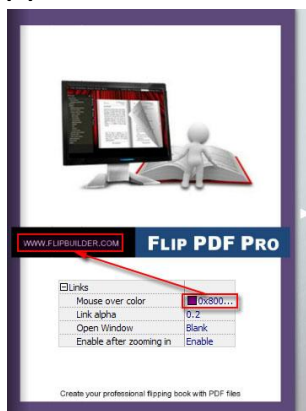 WWW.FLIPBUILDER.COM FLIP PDF PRO
Links
Mouse over color 0x800...
Link alpha 0.2
Open Window Blank
Enable after zooming in Enable
Create your professional flipping book with PDF files